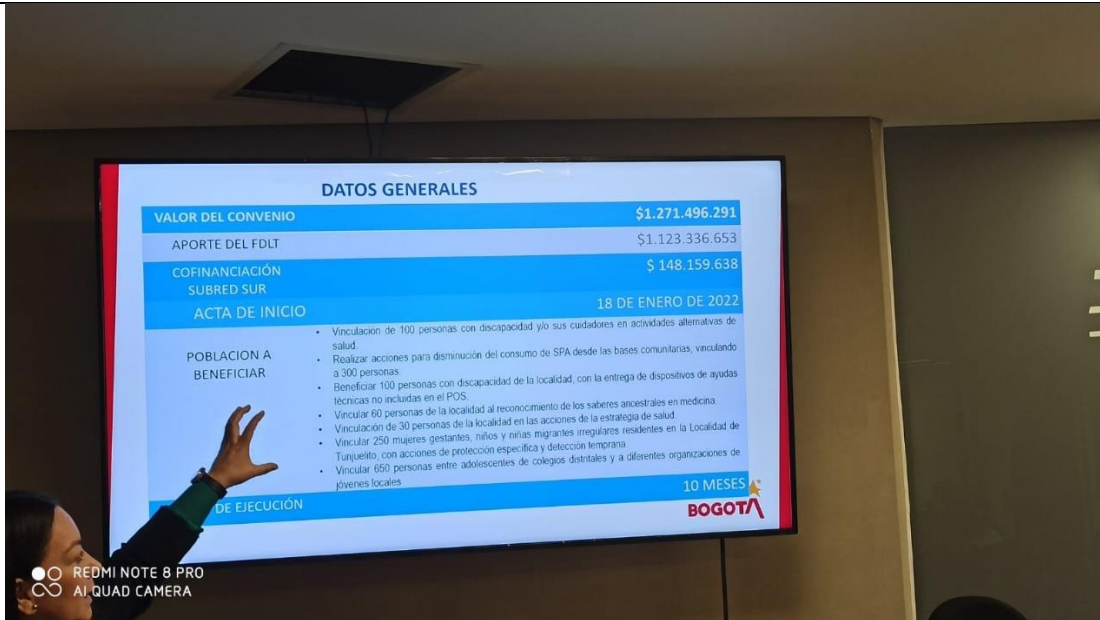 DATOS GENERALES
VALOR DEL CONVENIO $1.271.496.291
APORTE DEL FDLT $1.123.336.653
COFINANCIACIÓN $ 148.159.638
SUBRED SUR
ACTA DE INICIO 18 DE ENERO DE 2022
• Vinculación de 100 personas con discapacidad y/o sus cuidadores en actividades alternativas de
salud.
POBLACION A
BENEFICIAR
• Realizar acciones para disminución del consumo de SPA desde las bases comunitarias, vinculando
a 300 personas.
• Beneficiar 100 personas con discapacidad de la localidad, con la entrega de dispositivos de ayudas
técnicas no incluidas en el POS.
• Vincular 60 personas de la localidad al reconocimiento de los saberes ancestrales en medicina.
• Vinculación de 30 personas de la localidad en las acciones de la estrategia de salud.
• Vincular 250 mujeres gestantes, niños y niñas migrantes irregulares residentes en la Localidad de
Tunjuelito, con acciones de protección específica y detección temprana.
• Vincular 650 personas entre adolescentes de colegios distritales y a diferentes organizaciones de
jóvenes locales
DE EJECUCIÓN 10 MESES
BOGOTÁ
REDMI NOTE 8 PRO
AI QUAD CAMERA